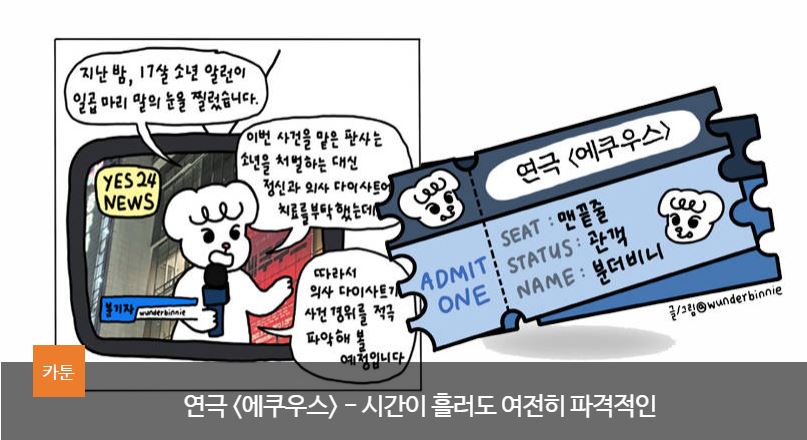 지난 밤, 17살 소년 알런이
일곱 마리 말의 눈을 찔렀습니다.
이번 사건을 맡은 판사는
소년을 처벌하는 대신
정신과 의사 다이사트에
치료를 부탁했는데
YES24
NEWS
따라서
의사 다이사트가
사건 경위를 적극
파악해 볼
예정입니다
봉기자
wunderbinnie
연극 <에쿠우스>
ADMIT
ONE
SEAT : 맨끝줄
STATUS : 관객
NAME : 분더비니
글/그림@wunderbinnie
카툰
연극 <에쿠우스> - 시간이 흘러도 여전히 파격적인